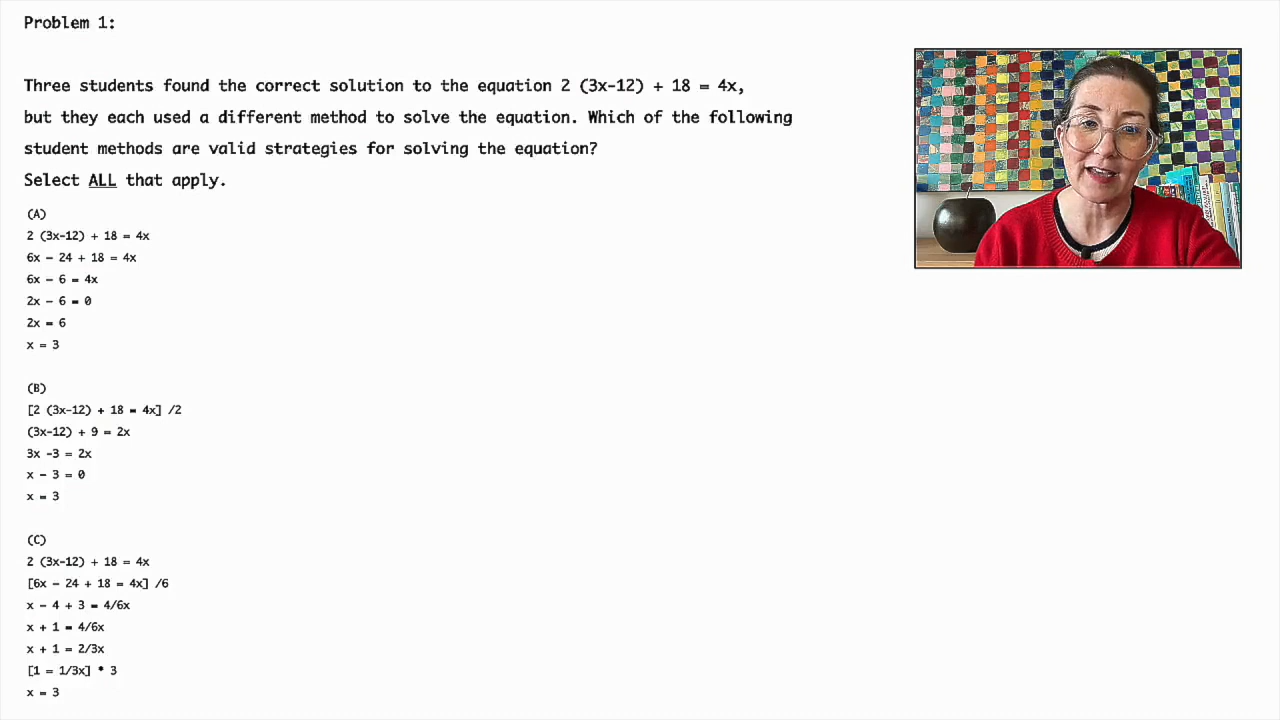 Problem 1:
Three students found the correct solution to the equation 2 (3x-12) + 18 = 4x,
but they each used a different method to solve the equation. Which of the following
student methods are valid strategies for solving the equation?
Select ALL that apply.
(A)
2 (3x-12) + 18 = 4x
6x - 24 + 18 = 4x
6x - 6 = 4x
2x - 6 = 0
2x = 6
x = 3
(B)
[2 (3x-12) + 18 = 4x] /2
(3x-12) + 9 = 2x
3x -3 = 2x
x - 3 = 0
x = 3
(C)
2 (3x-12) + 18 = 4x
[6x - 24 + 18 = 4x] /6
x - 4 + 3 = 4/6x
x + 1 = 4/6x
x + 1 = 2/3x
[1 = 1/3x] * 3
x = 3